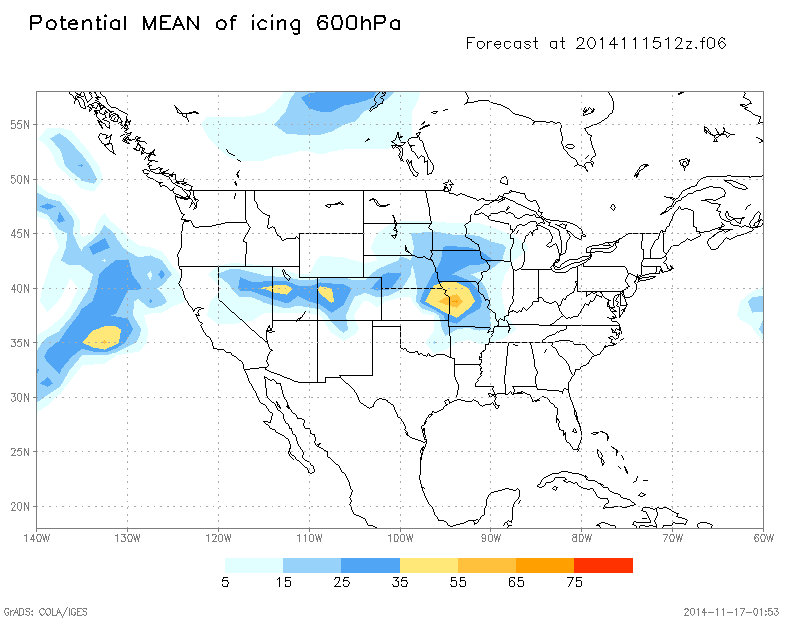 Potential MEAN of icing 600hPa
Forecast at 2014111512z.f06
55N
50N
45N
40N
35N
30N
25N
20N
140W 130W 120W 110W 100W 90W 80W 70W 60W
5 15 25 35 55 65 75
GrADS: COLA/IGES
2014-11-17-01:53